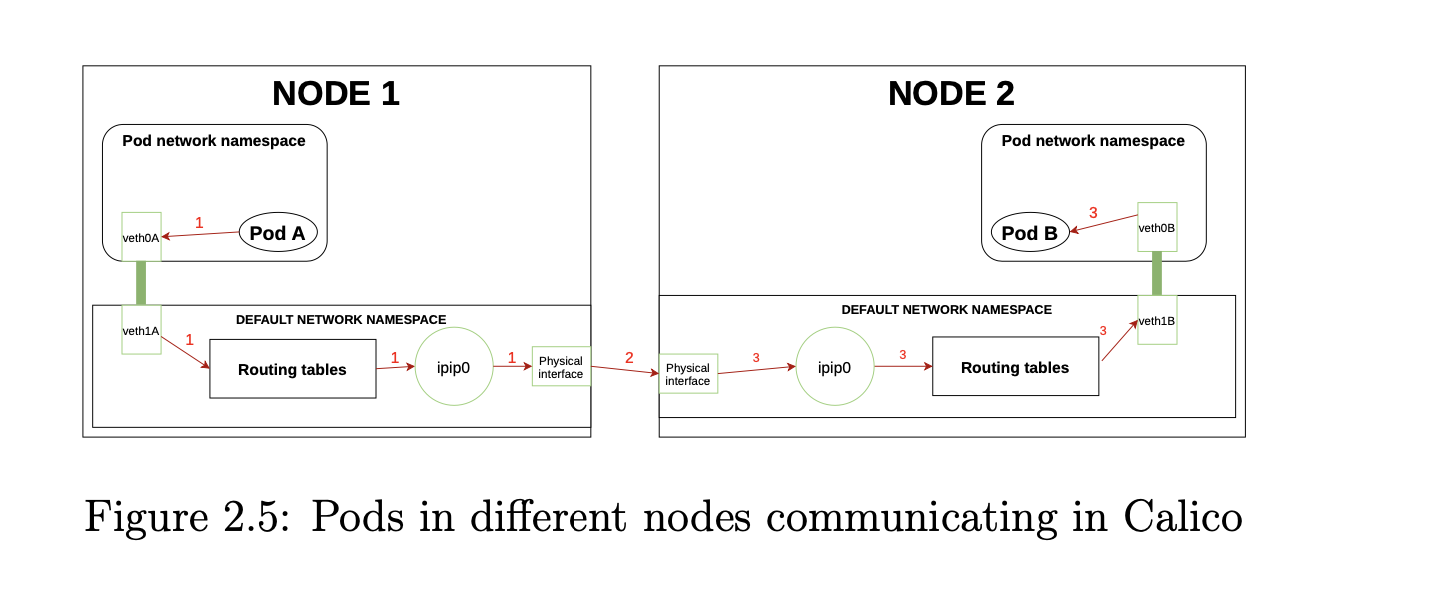 NODE 1
Pod network namespace
veth0A
1
Pod A
veth1A
DEFAULT NETWORK NAMESPACE
1
Routing tables
1
ipip0
1
Physical
interface
2
NODE 2
Pod network namespace
Pod B
3
veth0B
DEFAULT NETWORK NAMESPACE
veth1B
3
Physical
interface
3
ipip0
3
Routing tables
Figure 2.5: Pods in different nodes communicating in Calico